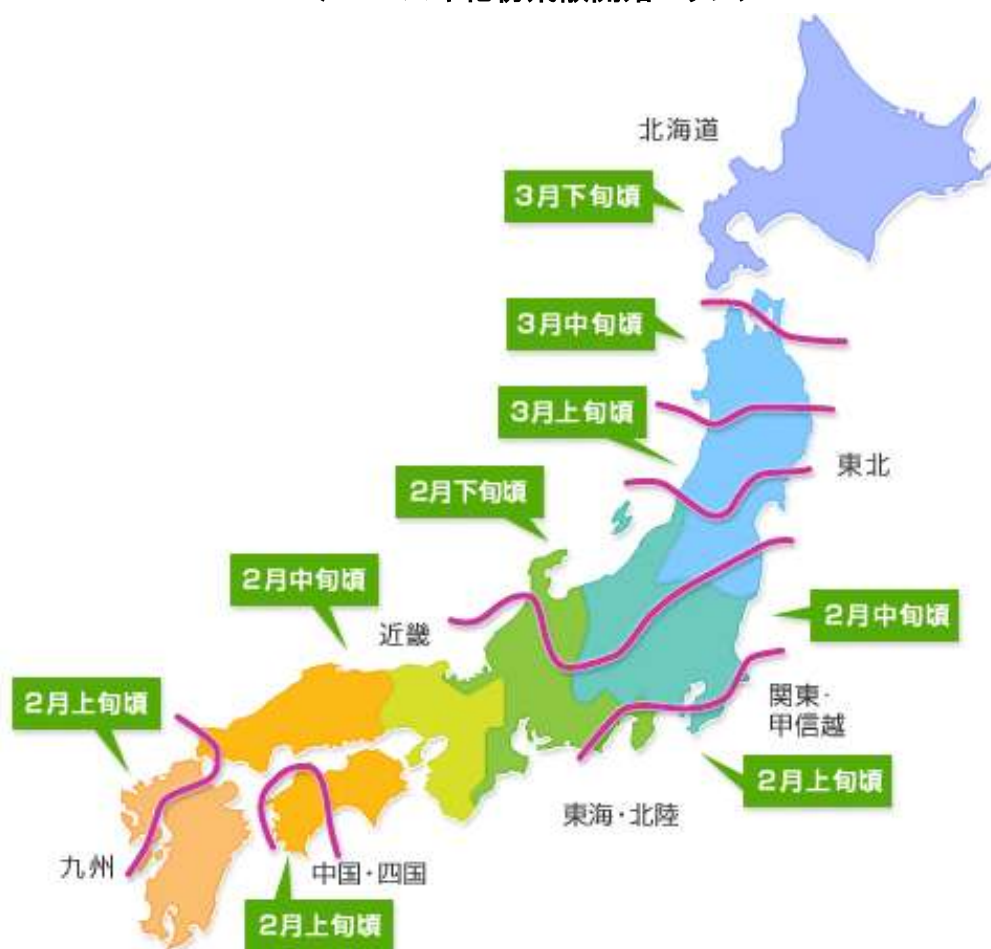 北海道
3月下旬頃
3月中旬頃
3月上旬頃
東北
2月下旬頃
2月中旬頃
近畿
2月中旬頃
2月上旬頃
関東・
甲信越
2月上旬頃
東海・北陸
九州
中国・四国
2月上旬頃